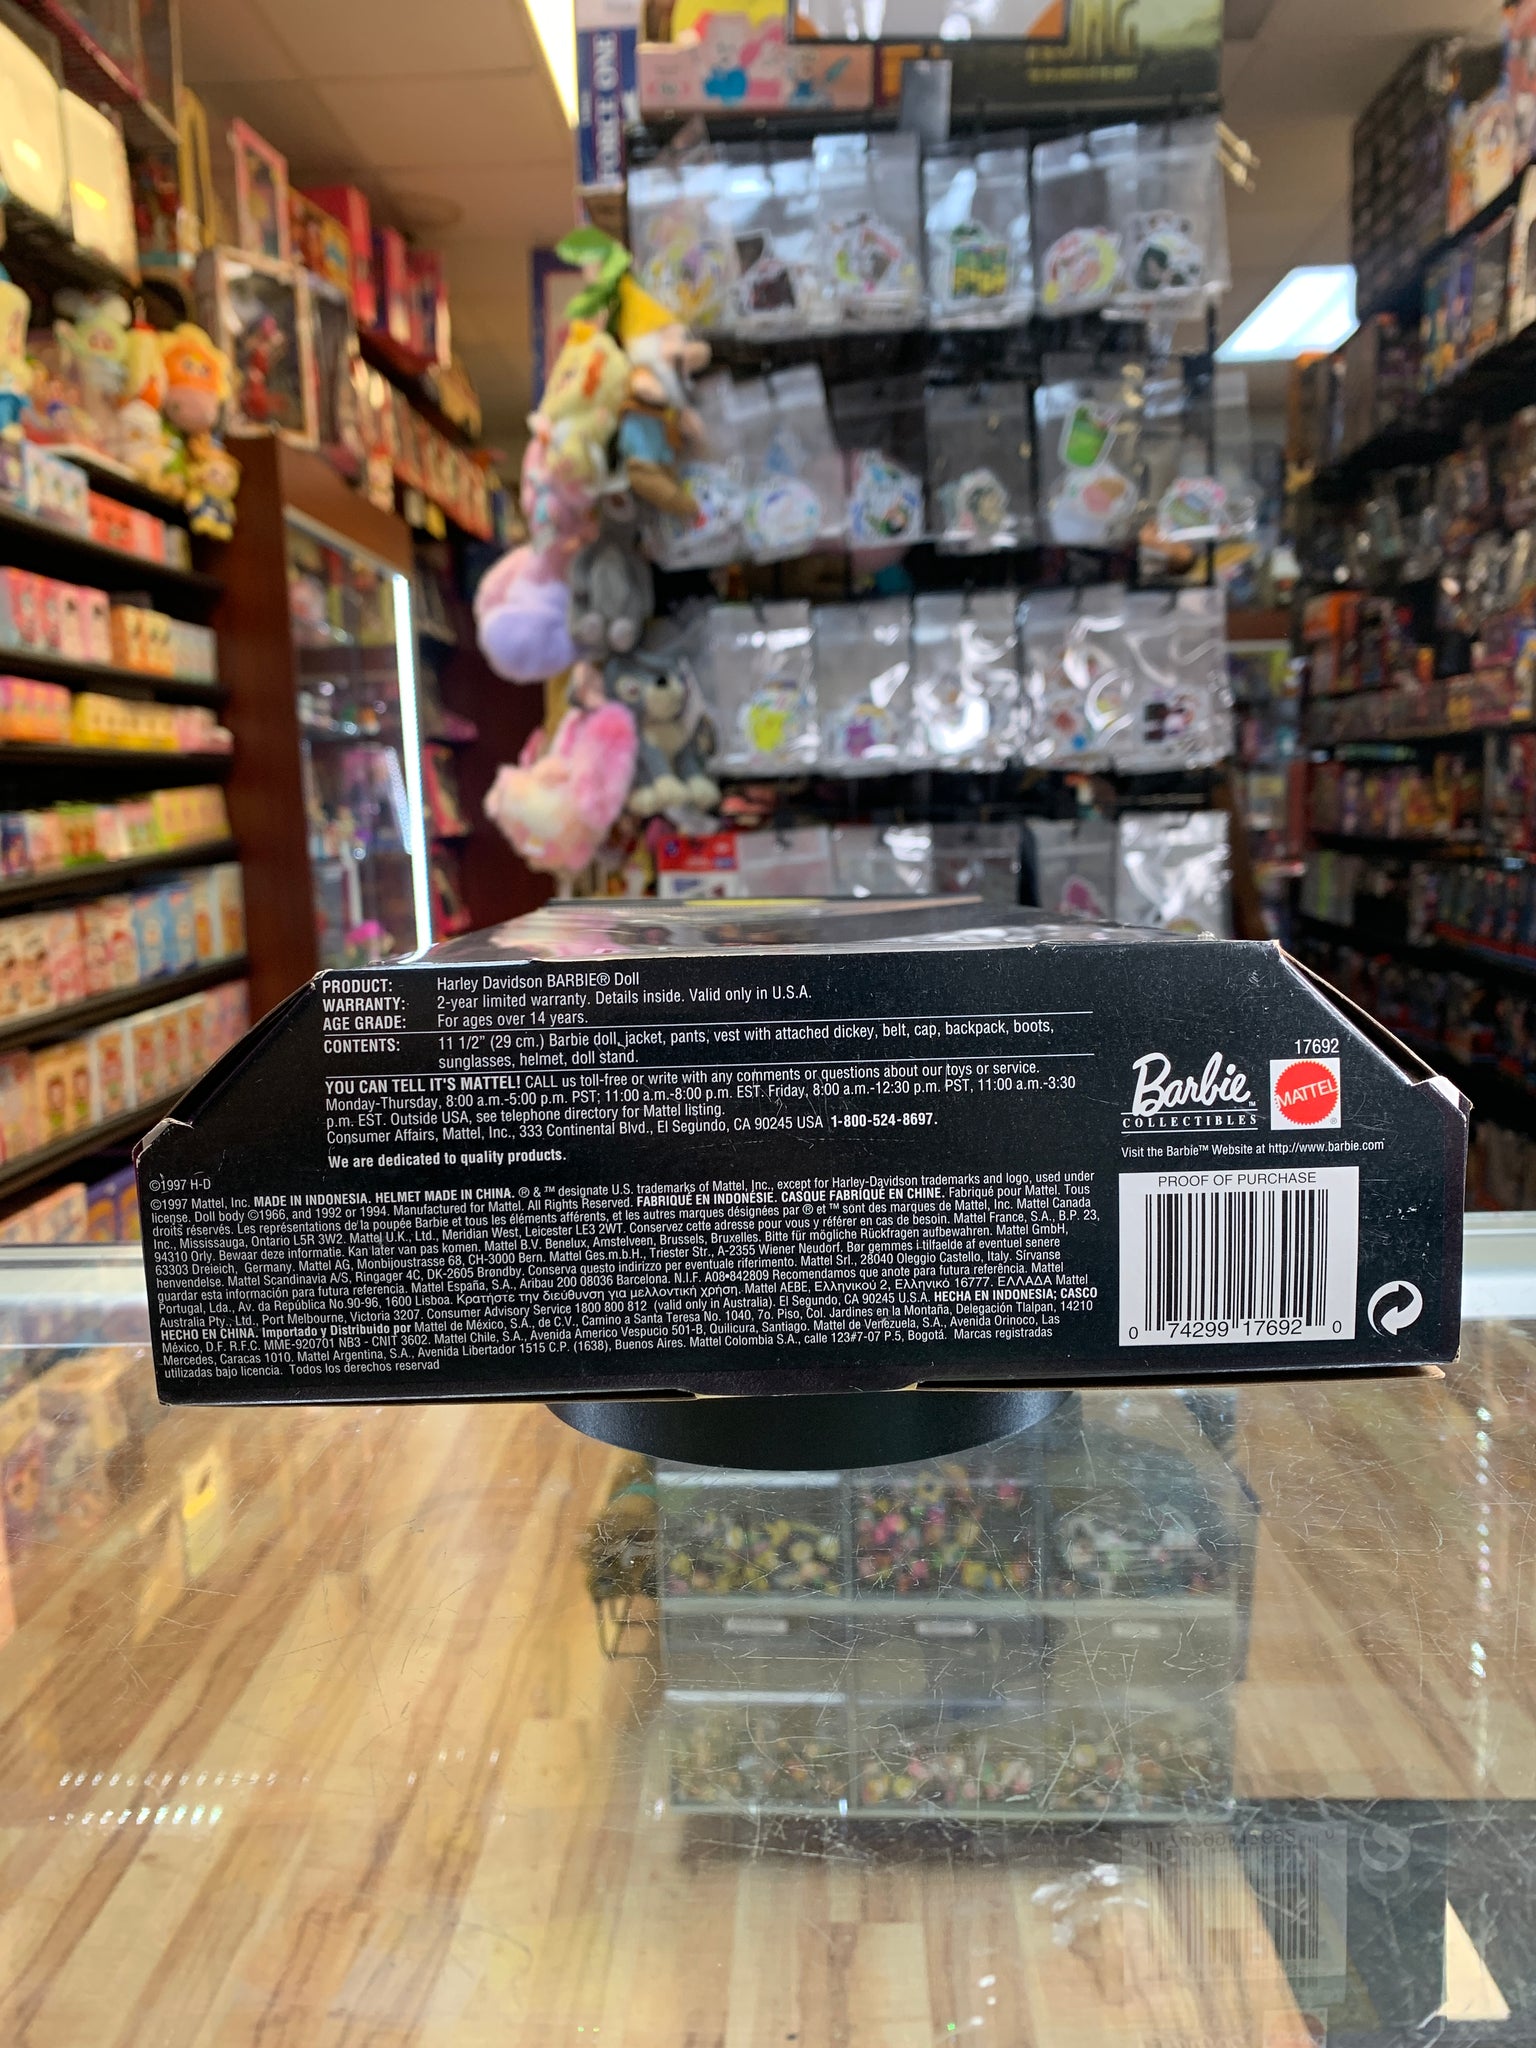 FORCE ONE
PRODUCT: Harley Davidson BARBIE® Doll
WARRANTY: 2-year limited warranty. Details inside. Valid only in U.S.A.
AGE GRADE: For ages over 14 years.
CONTENTS: 11 1/2" (29 cm.) Barbie doll, jacket, pants, vest with attached dickey, belt, cap, backpack, boots,
sunglasses, helmet, doll stand.
YOU CAN TELL IT'S MATTEL! CALL us toll-free or write with any comments or questions about our toys or service.
Monday-Thursday, 8:00 a.m.-5:00 p.m. PST; 11:00 a.m.-8:00 p.m. EST. Friday, 8:00 a.m.-12:30 p.m. PST, 11:00 a.m.-3:30
p.m. EST. Outside USA, see telephone directory for Mattel listing.
Consumer Affairs, Mattel, Inc., 333 Continental Blvd., El Segundo, CA 90245 USA 1-800-524-8697.
We are dedicated to quality products.
©1997 H-D
©1997 Mattel, Inc. MADE IN INDONESIA. HELMET MADE IN CHINA. ® & ™ designate U.S. trademarks of Mattel, Inc., except for Harley-Davidson trademarks and logo, used under
license. Doll body ©1966, and 1992 or 1994. Manufactured for Mattel. All Rights Reserved. FABRIQUÉ EN INDONÉSIE. CASQUE FABRIQUÉ EN CHINE. Fabriqué pour Mattel. Tous
droits réservés. Les représentations de la poupée Barbie et tous les éléments afférents, et les autres marques désignées par ® et ™ sont des marques de Mattel, Inc. Mattel Canada
Inc., Mississauga, Ontario L5R 3W2. Mattel U.K., Ltd., Meridian West, Leicester LE3 2WT. Conservez cette adresse pour vous y référer en cas de besoin. Mattel France, S.A., B.P. 23,
94310 Orly. Bewaar deze informatie. Kan later van pas komen. Mattel B.V. Benelux, Amstelveen, Brussels, Bruxelles. Bitte für mögliche Rückfragen aufbewahren. Mattel GmbH,
63303 Dreieich, Germany. Mattel AG, Monbijoustrasse 68, CH-3000 Bern. Mattel Ges.m.b.H., Triester Str., A-2355 Wiener Neudorf. Bør gemmes i tilfaelde af eventuel senere
henvendelse. Mattel Scandinavia A/S, Ringager 4C, DK-2605 Brøndby. Conserva questo indirizzo per eventuale riferimento. Mattel Srl., 28040 Oleggio Castello, Italy. Sírvanse
guardar esta información para futura referencia. Mattel España, S.A., Aribau 200 08036 Barcelona. N.I.F. A08•842809 Recomendamos que anote para futura referência. Mattel
Portugal, Lda., Av. da República No.90-96, 1600 Lisboa. Κρατήστε την διεύθυνση για μελλοντική χρήση. Mattel AEBE, Ελληνικού 2, Ελληνικό 16777. ΕΛΛΑΔΑ Mattel
Australia Pty., Ltd., Port Melbourne, Victoria 3207. Consumer Advisory Service 1800 800 812 (valid only in Australia). El Segundo, CA 90245 U.S.A. HECHA EN INDONESIA; CASCO
HECHO EN CHINA. Importado y Distribuido por Mattel de México, S.A., de C.V., Camino a Santa Teresa No. 1040, 7o. Piso, Col. Jardines en la Montaña, Delegación Tlalpan, 14210
México, D.F. R.F.C. MME-920701 NB3 - CNIT 3602. Mattel Chile, S.A., Avenida Americo Vespucio 501-B, Quilicura, Santiago. Mattel de Venezuela, S.A., Avenida Orinoco, Las
Mercedes, Caracas 1010. Mattel Argentina, S.A., Avenida Libertador 1515 C.P. (1638), Buenos Aires. Mattel Colombia S.A., calle 123#7-07 P.5, Bogotá. Marcas registradas
utilizadas bajo licencia. Todos los derechos reservad
17692
Barbie™
COLLECTIBLES
MATTEL®
Visit the Barbie™ Website at http://www.barbie.com
PROOF OF PURCHASE
0 74299 17692 0